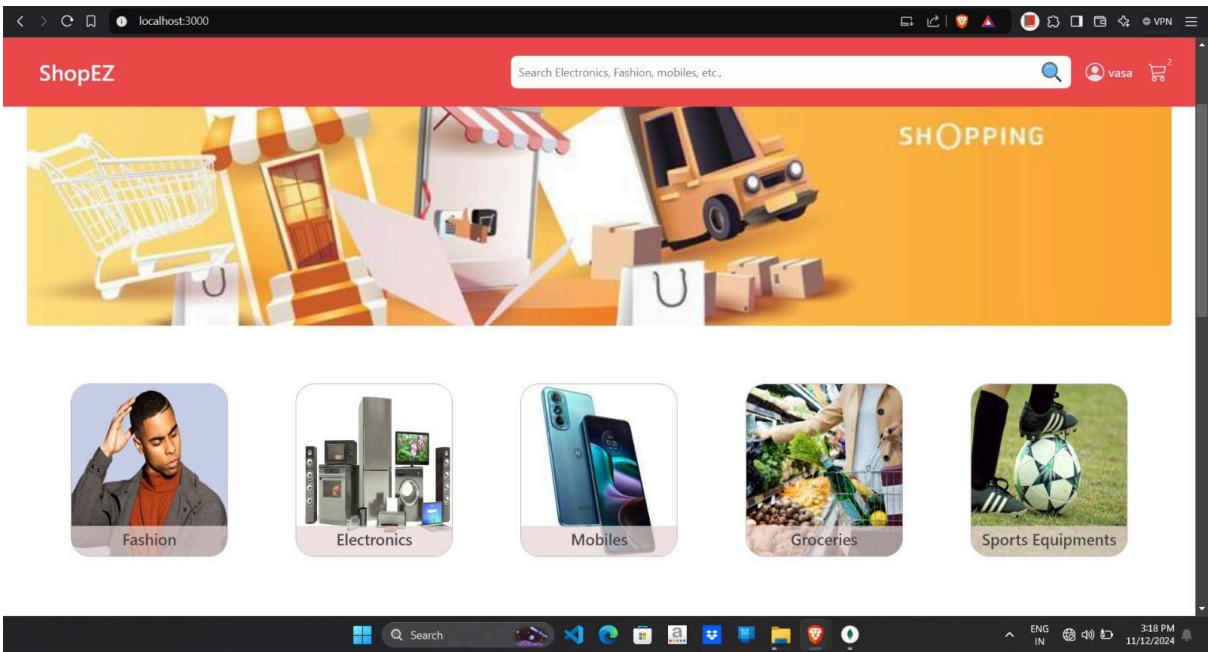 localhost:3000
VPN
ShopEZ
Search Electronics, Fashion, mobiles, etc.,
vasa
2
SHOPPING
Fashion
Electronics
Mobiles
Groceries
Sports Equipments
Search
ENG
IN
3:18 PM
11/12/2024